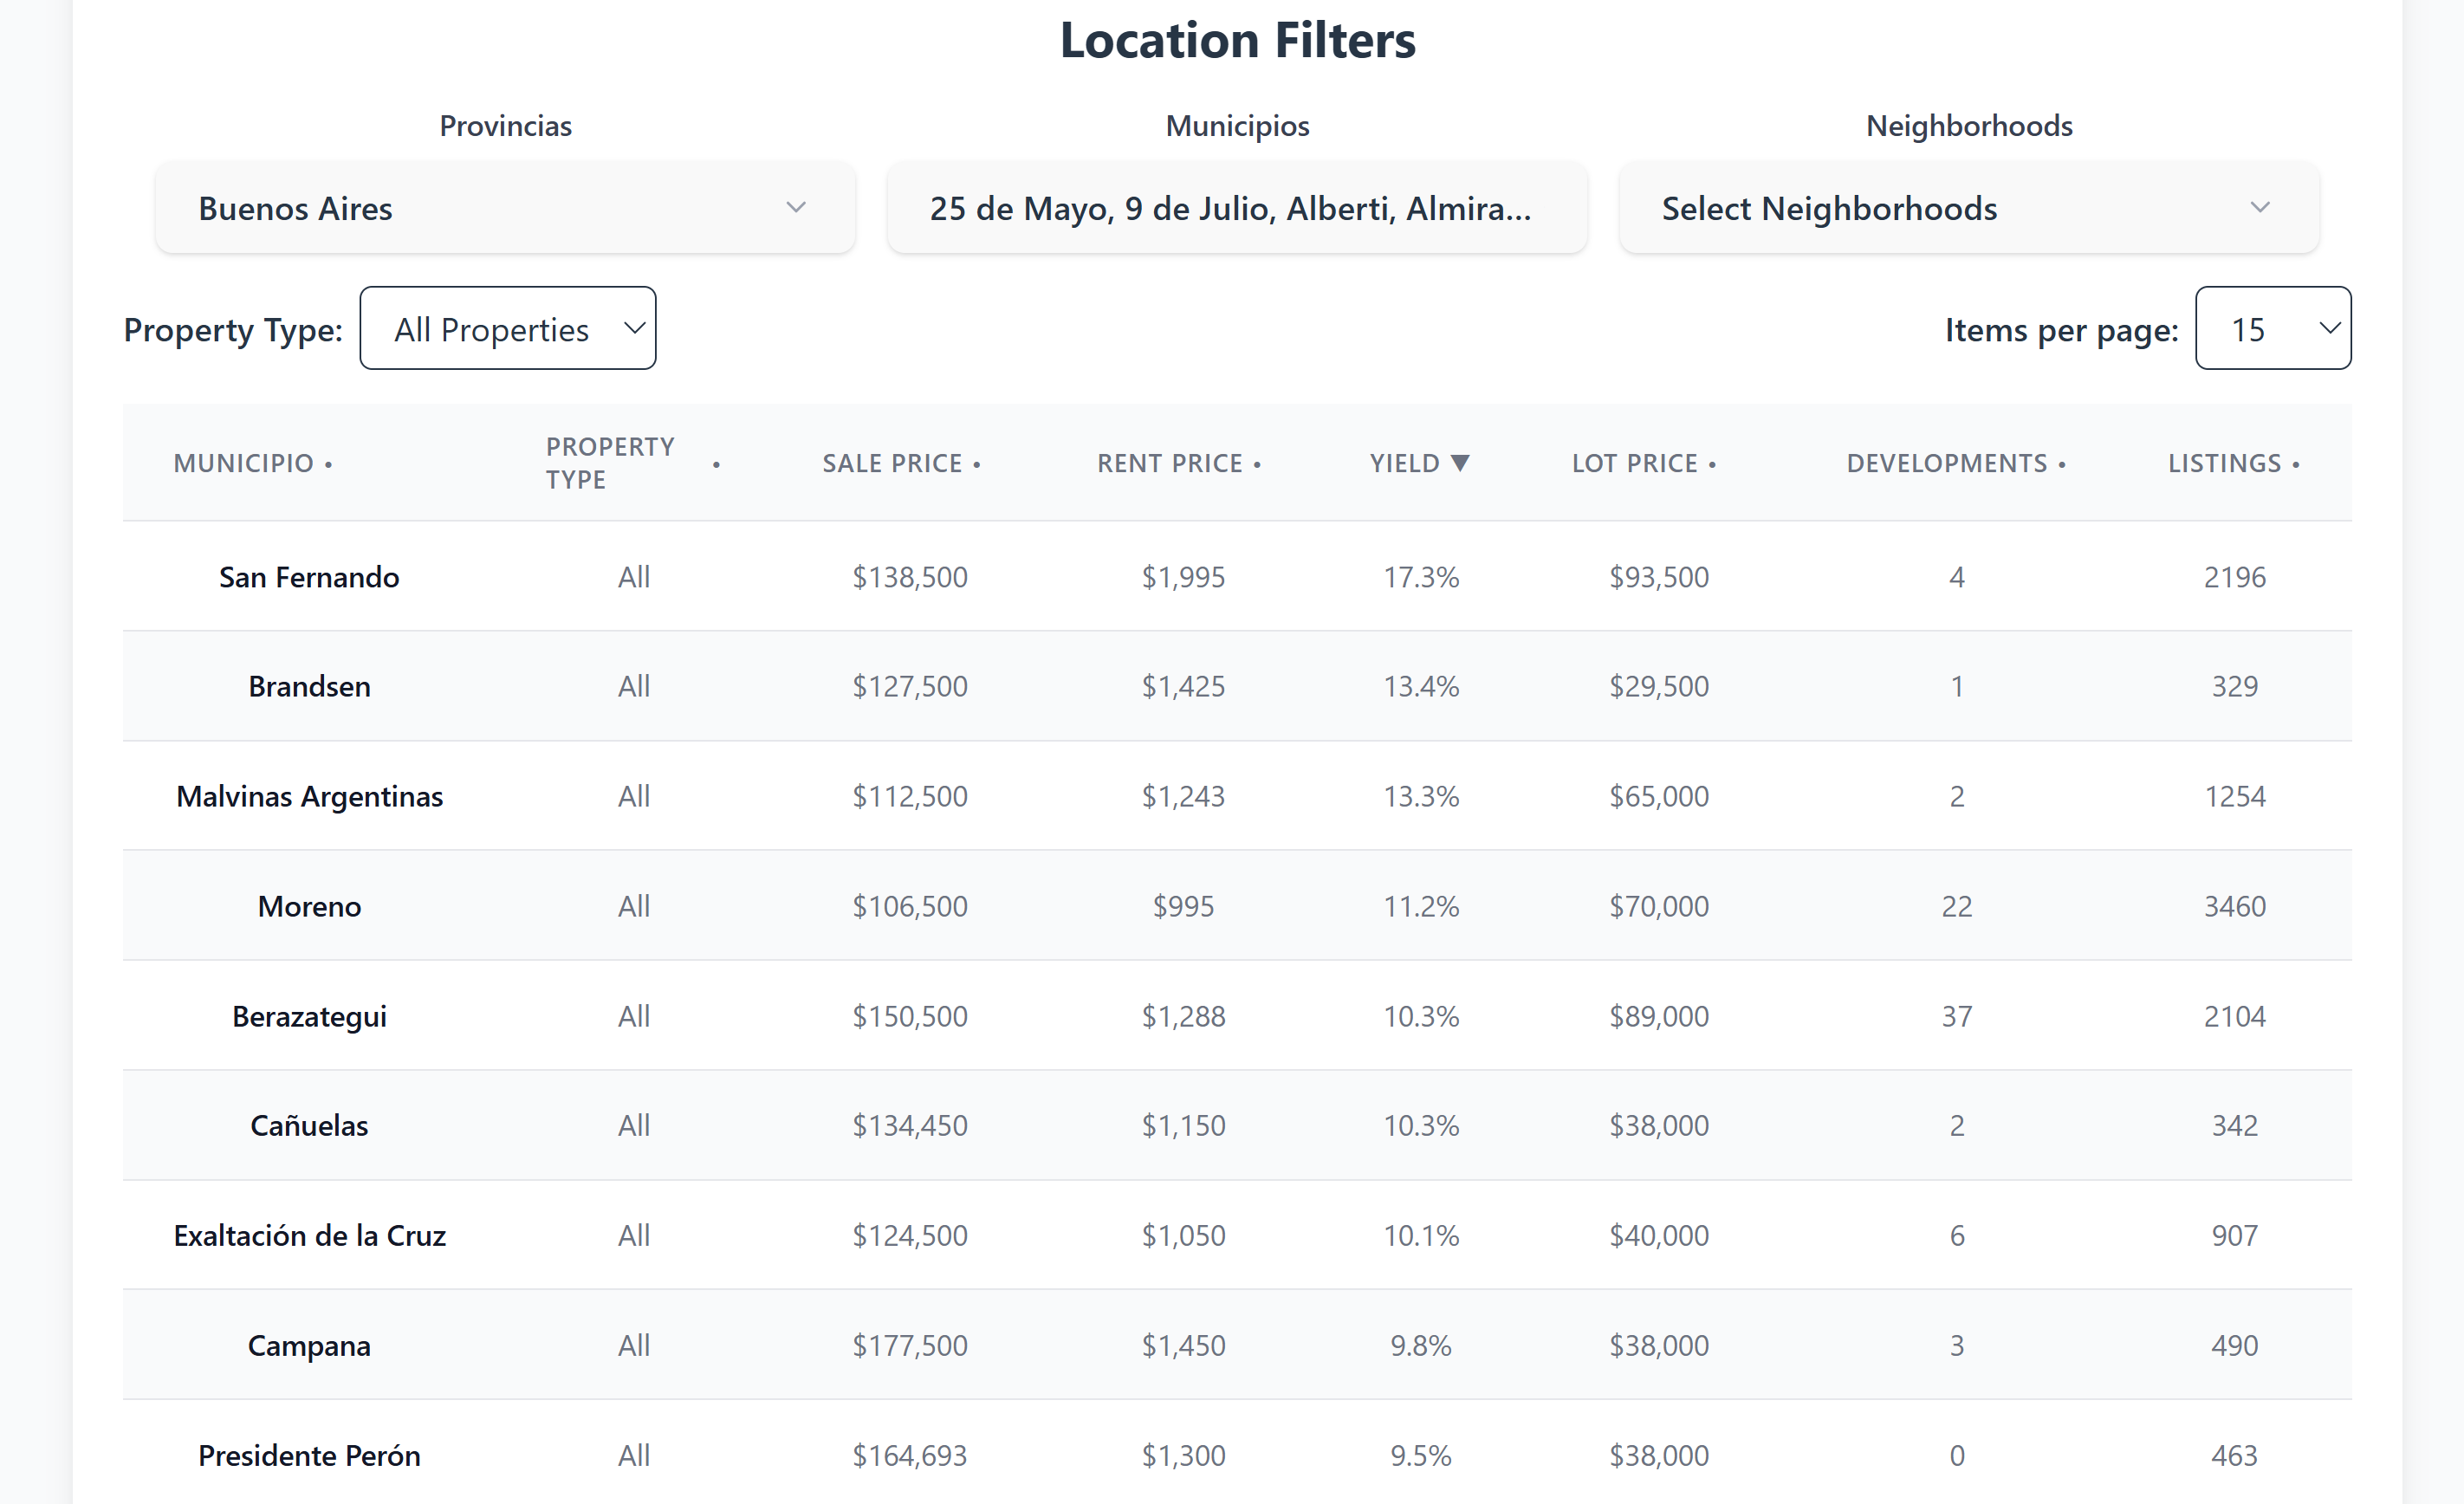 Location Filters
Provincias Municipios Neighborhoods
Buenos Aires 25 de Mayo, 9 de Julio, Alberti, Almira... Select Neighborhoods
Property Type: All Properties Items per page: 15
MUNICIPIO • PROPERTY TYPE • SALE PRICE • RENT PRICE • YIELD ▼ LOT PRICE • DEVELOPMENTS • LISTINGS •
San Fernando All $138,500 $1,995 17.3% $93,500 4 2196
Brandsen All $127,500 $1,425 13.4% $29,500 1 329
Malvinas Argentinas All $112,500 $1,243 13.3% $65,000 2 1254
Moreno All $106,500 $995 11.2% $70,000 22 3460
Berazategui All $150,500 $1,288 10.3% $89,000 37 2104
Cañuelas All $134,450 $1,150 10.3% $38,000 2 342
Exaltación de la Cruz All $124,500 $1,050 10.1% $40,000 6 907
Campana All $177,500 $1,450 9.8% $38,000 3 490
Presidente Perón All $164,693 $1,300 9.5% $38,000 0 463